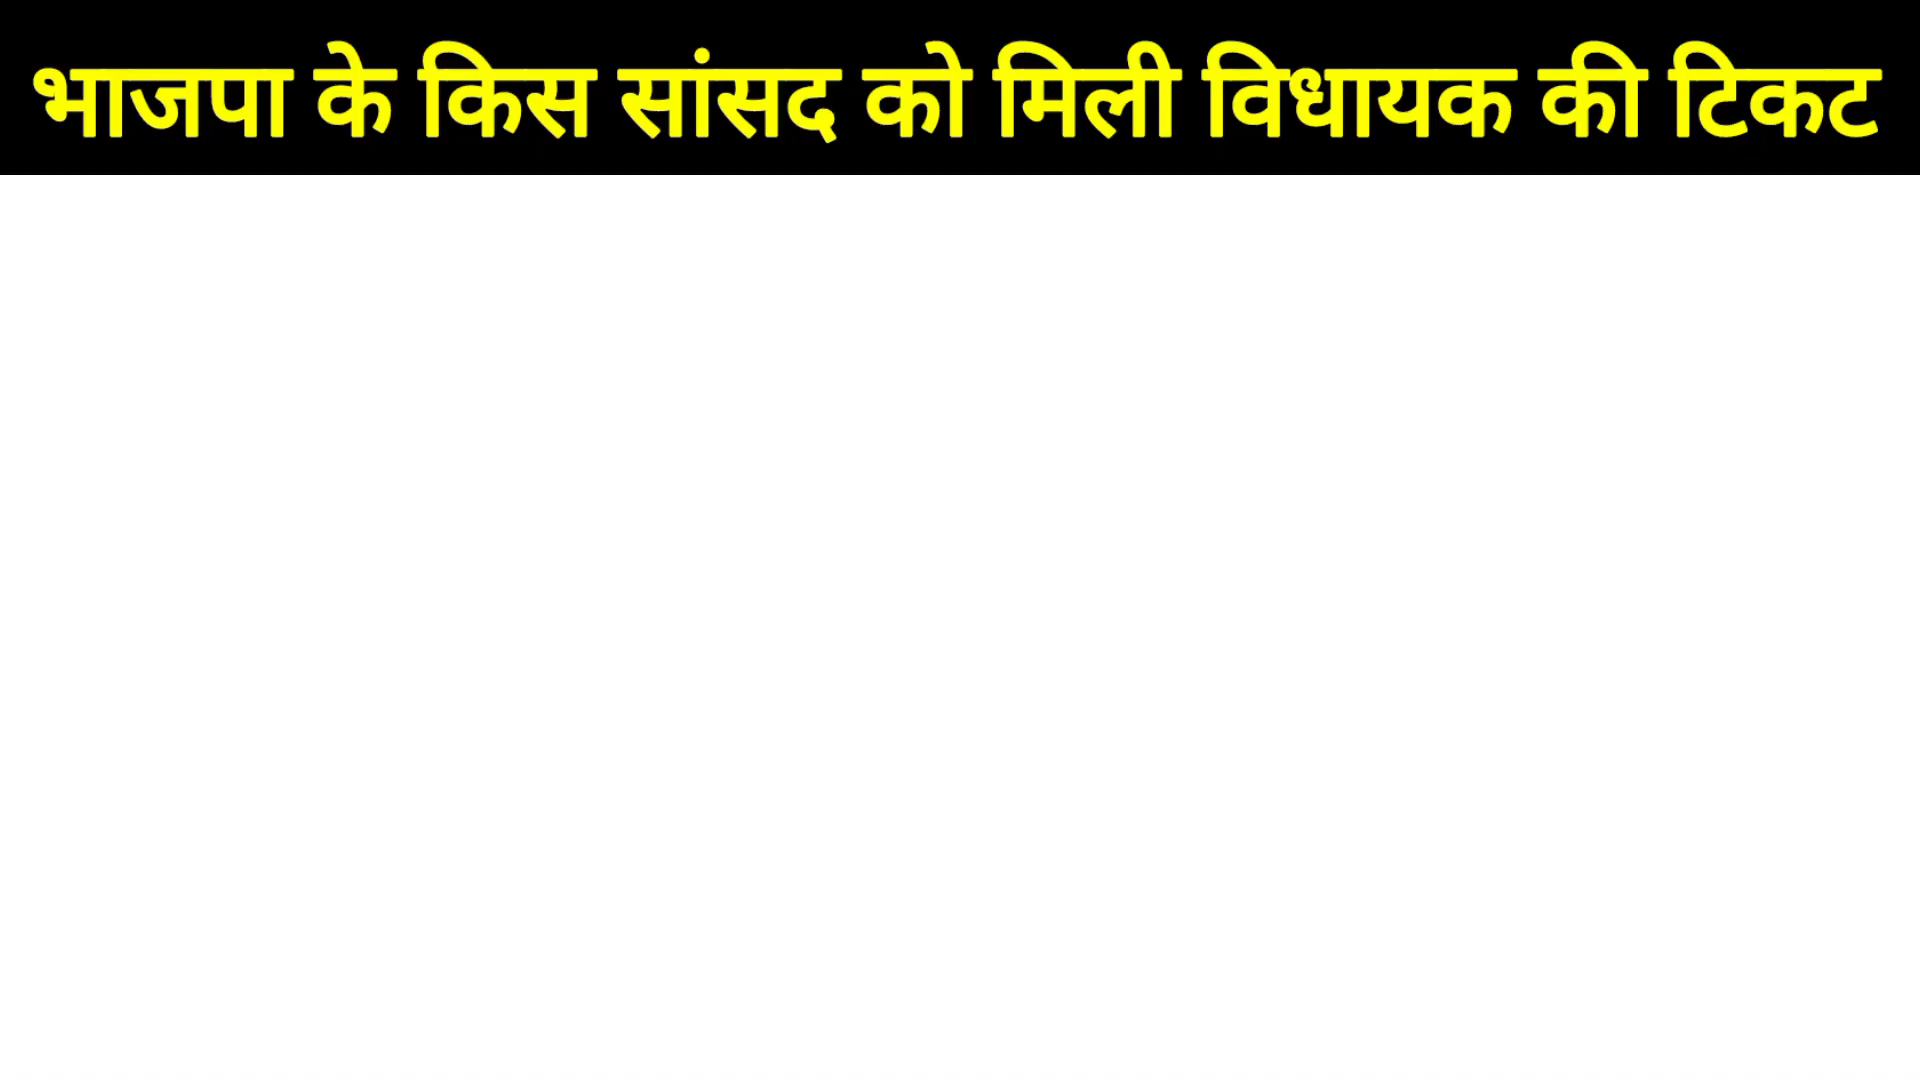 भाजपा के किस सांसद को मिली विधायक की टिकट